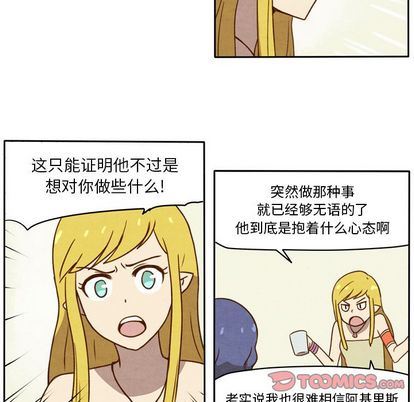 这只能证明他不过是
想对你做些什么!
突然做那种事
就已经够无语的了
他到底是抱着什么心态啊
TOOMICS.COM
老实说我也很难相信阿基里斯